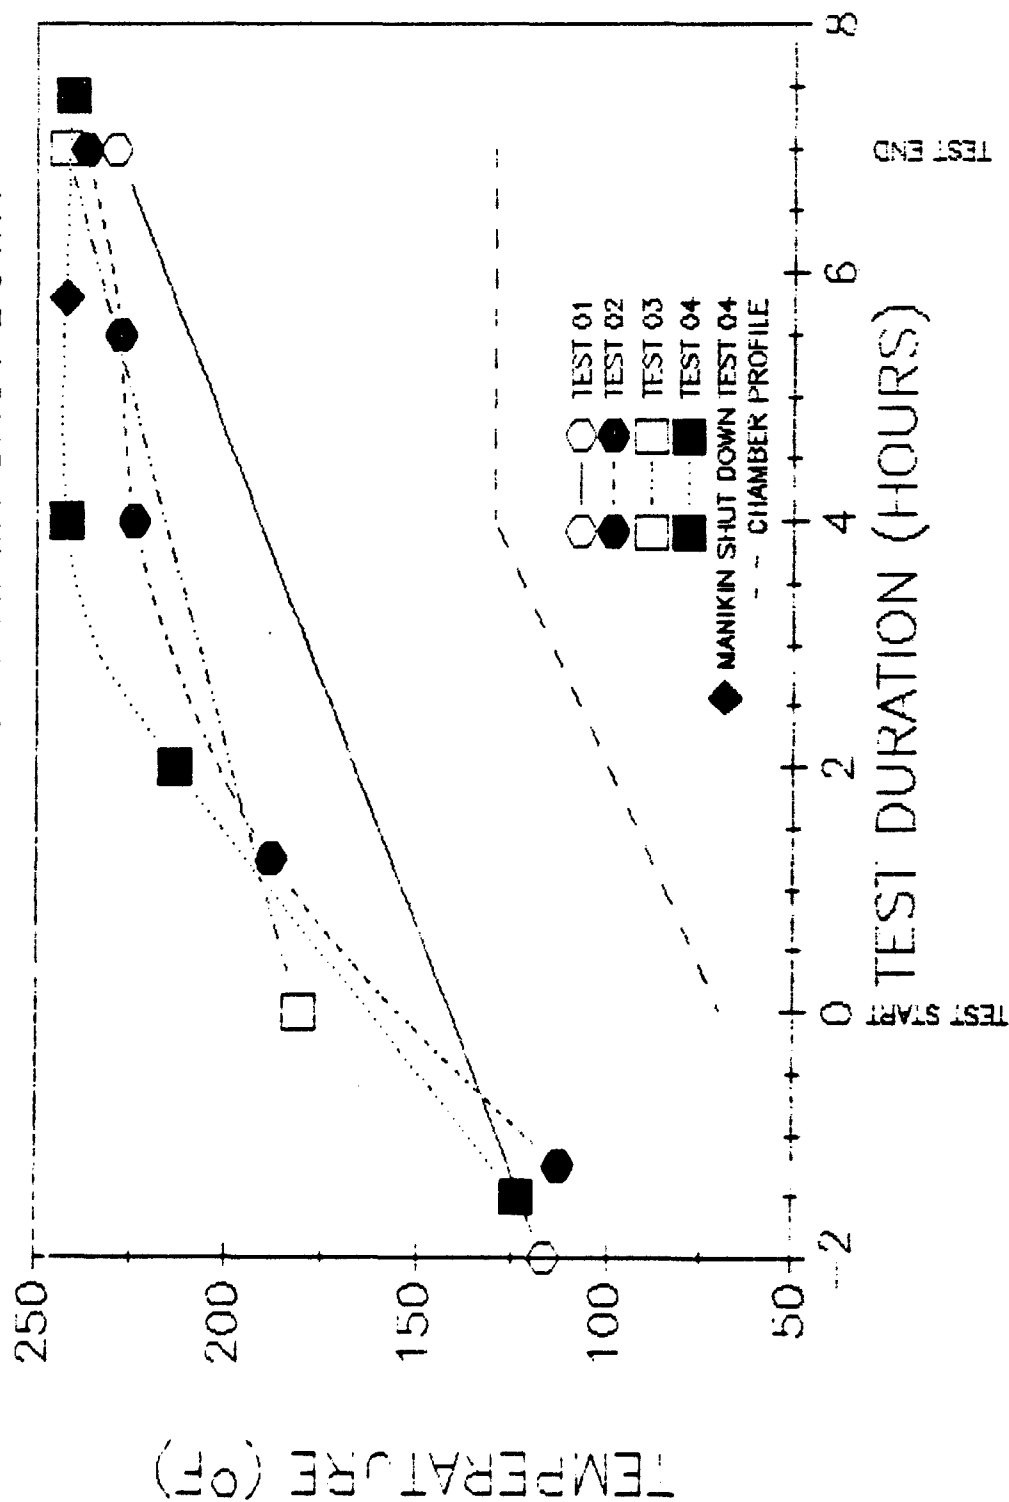 TEMPERATURE (°F)
250
200
150
100
50
TEST 01
TEST 02
TEST 03
TEST 04
MANIKIN SHUT DOWN TEST 04
-- CHAMBER PROFILE
-2
0
2
4
6
8
TEST START
TEST END
TEST DURATION (HOURS)